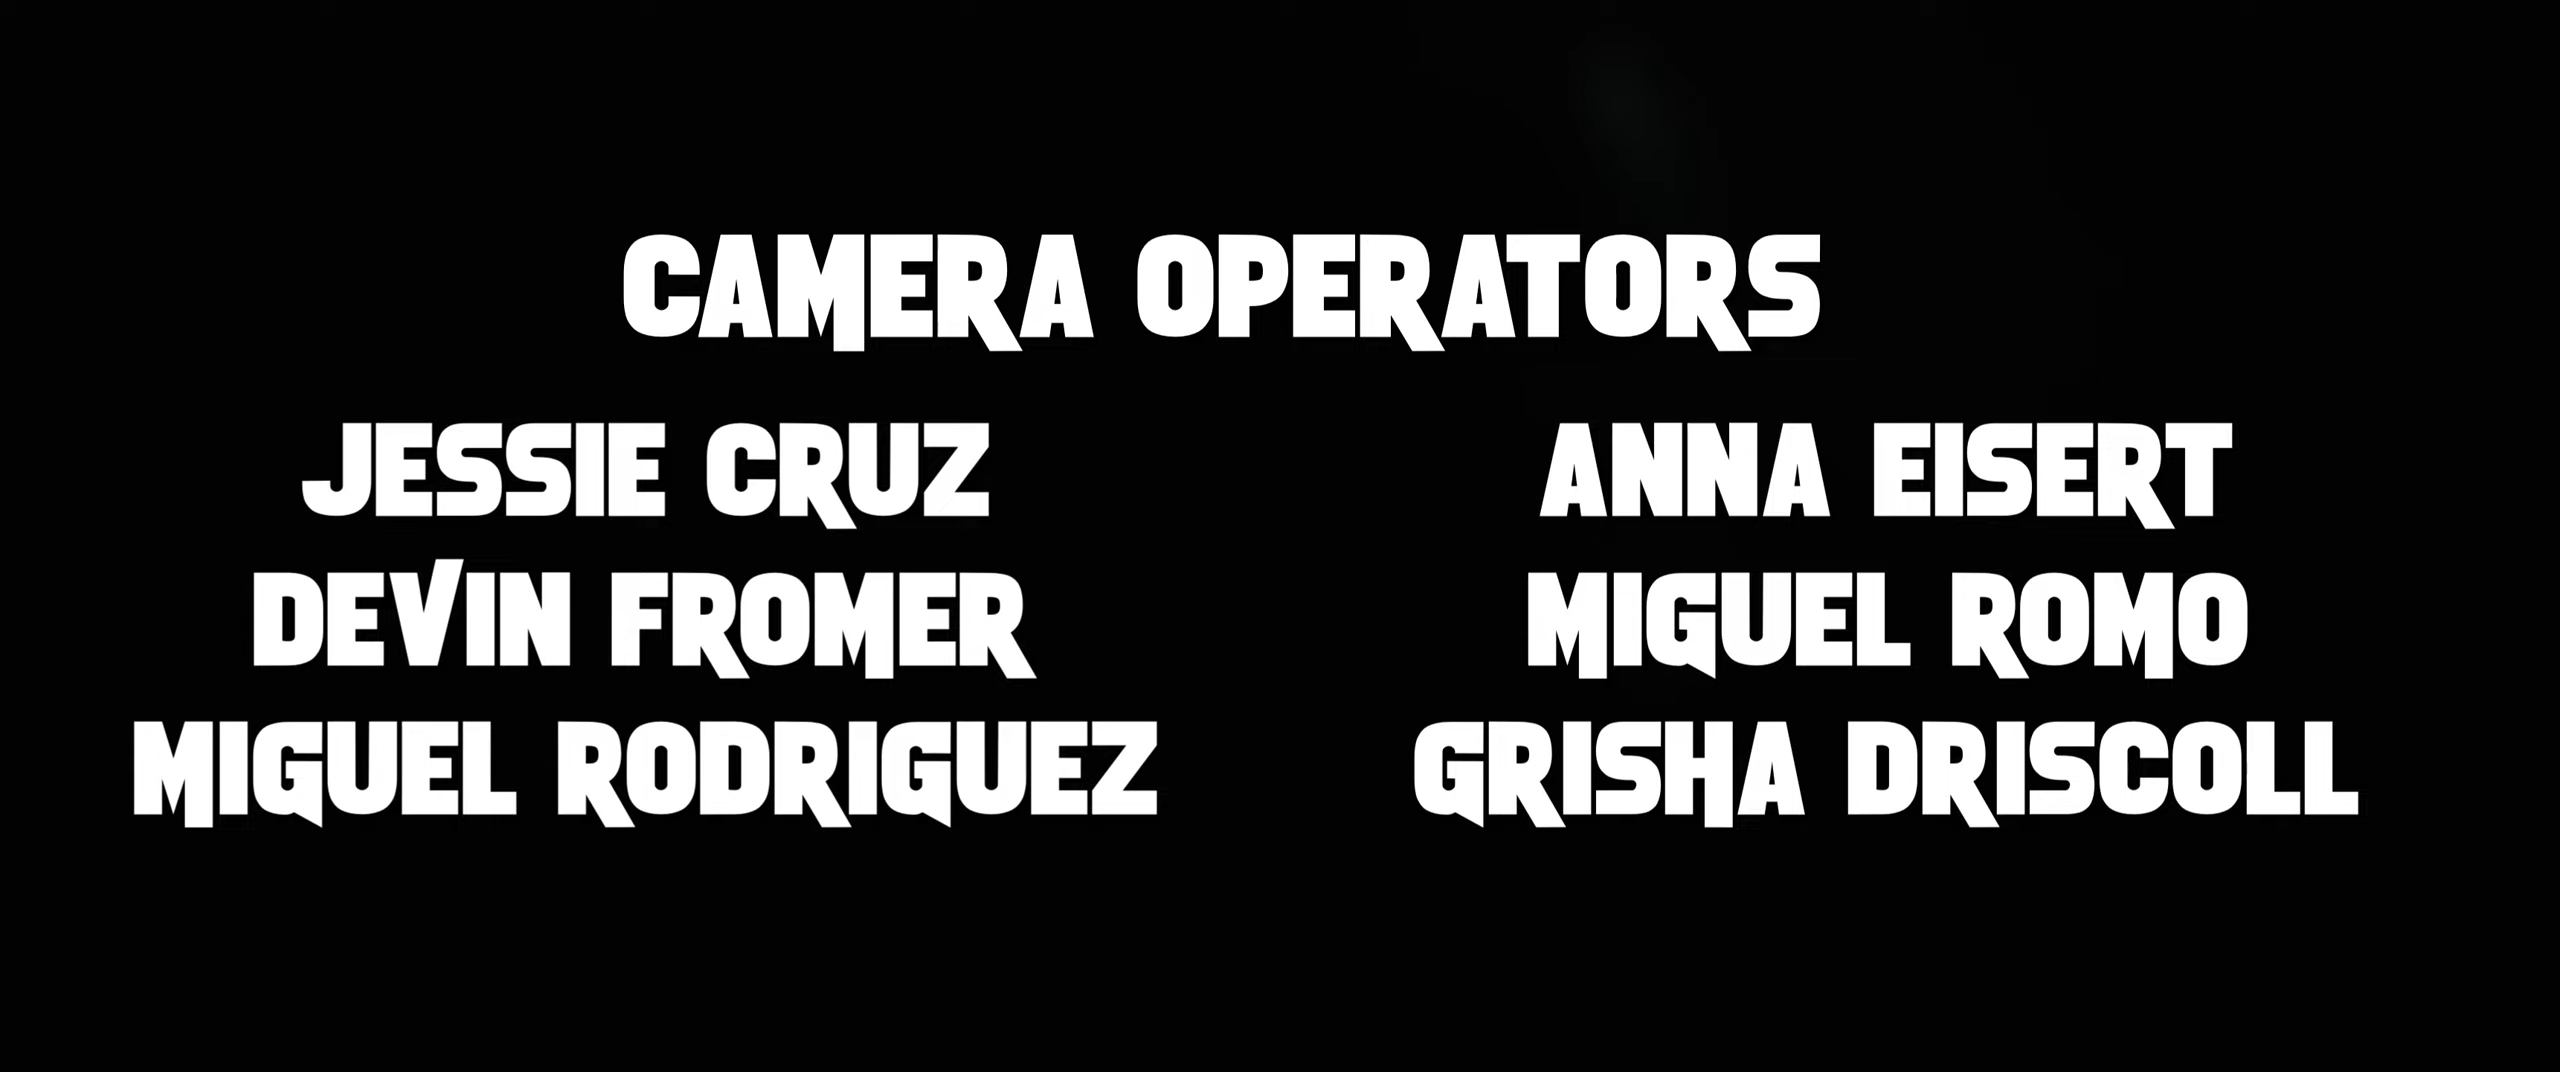 CAMERA OPERATORS
JESSIE CRUZ
ANNA EISERT
DEVIN FROMER
MIGUEL ROMO
MIGUEL RODRIGUEZ
GRISHA DRISCOLL